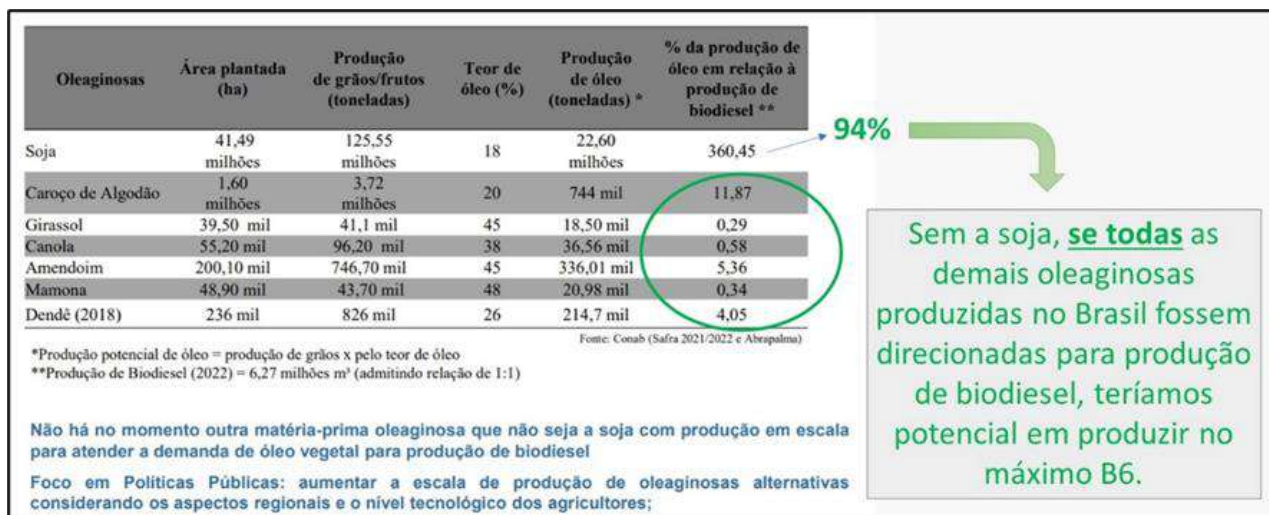 Oleaginosas Área plantada (ha) Produção de grãos/frutos (toneladas) Teor de óleo (%) Produção de óleo (toneladas) * % da produção de óleo em relação à produção de biodiesel **
Soja 41,49 milhões 125,55 milhões 18 22,60 milhões 360,45
94%
Caroço de Algodão 1,60 milhões 3,72 milhões 20 744 mil 11,87
Girassol 39,50 mil 41,1 mil 45 18,50 mil 0,29
Canola 55,20 mil 96,20 mil 38 36,56 mil 0,58
Amendoim 200,10 mil 746,70 mil 45 336,01 mil 5,36
Mamona 48,90 mil 43,70 mil 48 20,98 mil 0,34
Dendê (2018) 236 mil 826 mil 26 214,7 mil 4,05
Fonte: Conab (Safra 2021/2022 e Abrapalma)
*Produção potencial de óleo = produção de grãos x pelo teor de óleo
**Produção de Biodiesel (2022) = 6,27 milhões m³ (admitindo relação de 1:1)
Não há no momento outra matéria-prima oleaginosa que não seja a soja com produção em escala
para atender a demanda de óleo vegetal para produção de biodiesel
Foco em Políticas Públicas: aumentar a escala de produção de oleaginosas alternativas
considerando os aspectos regionais e o nível tecnológico dos agricultores;
Sem a soja, se todas as
demais oleaginosas
produzidas no Brasil fossem
direcionadas para produção
de biodiesel, teríamos
potencial em produzir no
máximo B6.